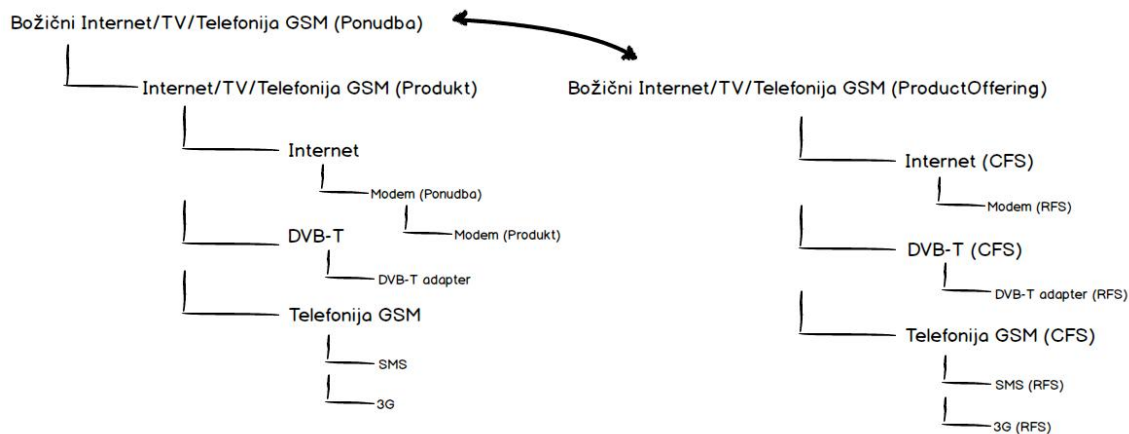 Božični Internet/TV/Telefonija GSM (Ponudba)
Internet/TV/Telefonija GSM (Produkt)
Internet
Modem (Ponudba)
Modem (Produkt)
DVB-T
DVB-T adapter
Telefonija GSM
SMS
3G
Božični Internet/TV/Telefonija GSM (ProductOffering)
Internet (CFS)
Modem (RFS)
DVB-T (CFS)
DVB-T adapter (RFS)
Telefonija GSM (CFS)
SMS (RFS)
3G (RFS)